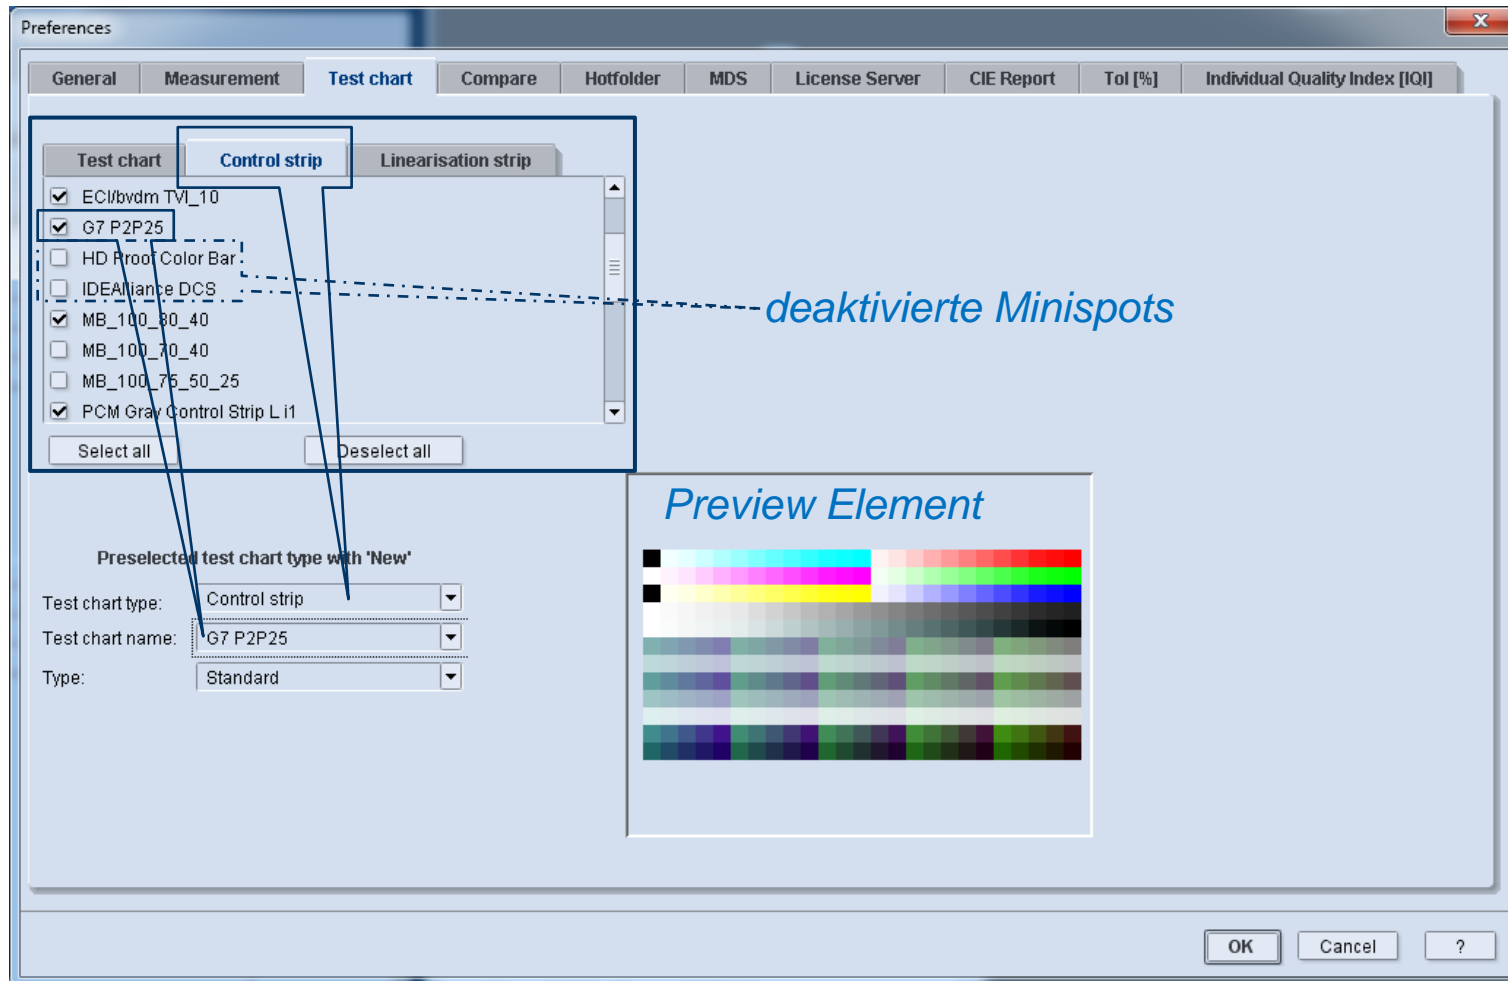 Preferences
General Measurement Test chart Compare Hotfolder MDS License Server CIE Report Tol [%] Individual Quality Index [IQI]
Test chart Control strip Linearisation strip
ECI/bvdm TVI_10
G7 P2P25
HD Proof Color Bar
IDEAlliance DCS
MB_100_80_40
MB_100_70_40
MB_100_75_50_25
PCM Gray Control Strip L i1
Select all Deselect all
deaktivierte Minispots
Preview Element
Preselected test chart type with 'New'
Test chart type: Control strip
Test chart name: G7 P2P25
Type: Standard
OK Cancel ?